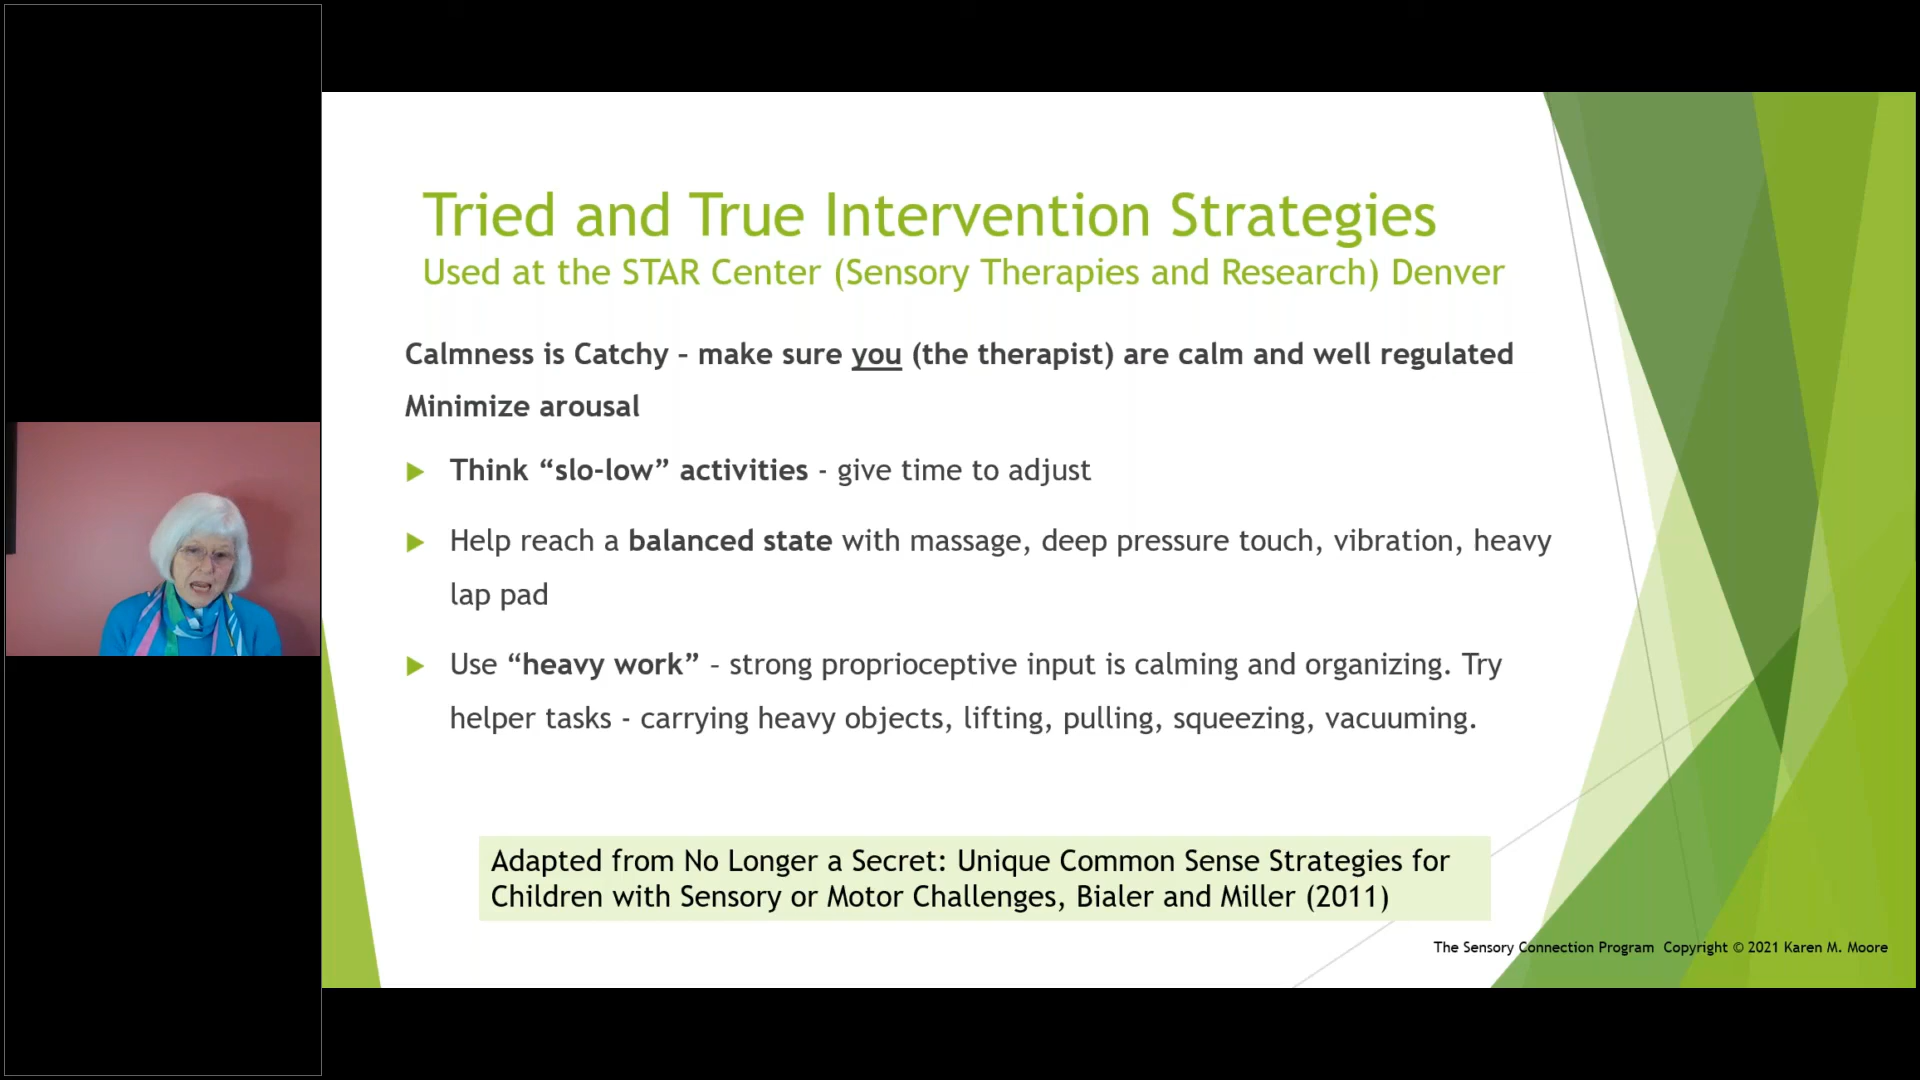 Tried and True Intervention Strategies
Used at the STAR Center (Sensory Therapies and Research) Denver
Calmness is Catchy – make sure you (the therapist) are calm and well regulated
Minimize arousal
Think “slo-low” activities - give time to adjust
Help reach a balanced state with massage, deep pressure touch, vibration, heavy
lap pad
Use “heavy work” – strong proprioceptive input is calming and organizing. Try
helper tasks - carrying heavy objects, lifting, pulling, squeezing, vacuuming.
Adapted from No Longer a Secret: Unique Common Sense Strategies for
Children with Sensory or Motor Challenges, Bialer and Miller (2011)
The Sensory Connection Program Copyright © 2021 Karen M. Moore